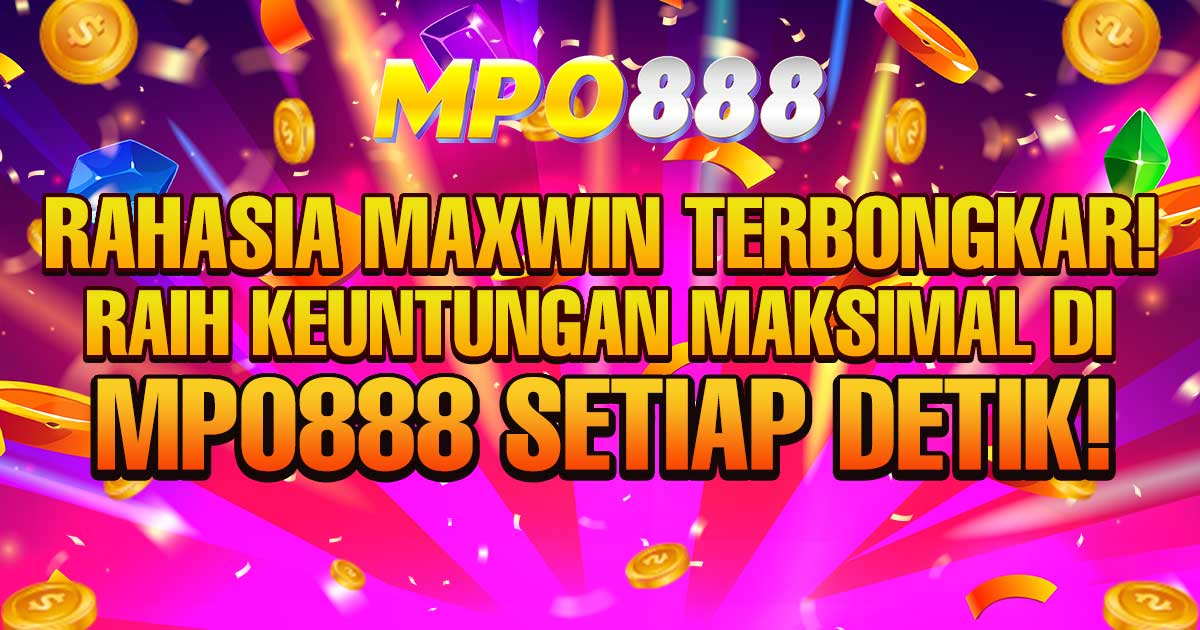 MPO888
RAHASIA MAXWIN TERBONGKAR!
RAIH KEUNTUNGAN MAKSIMAL DI
MPO888 SETIAP DETIK!